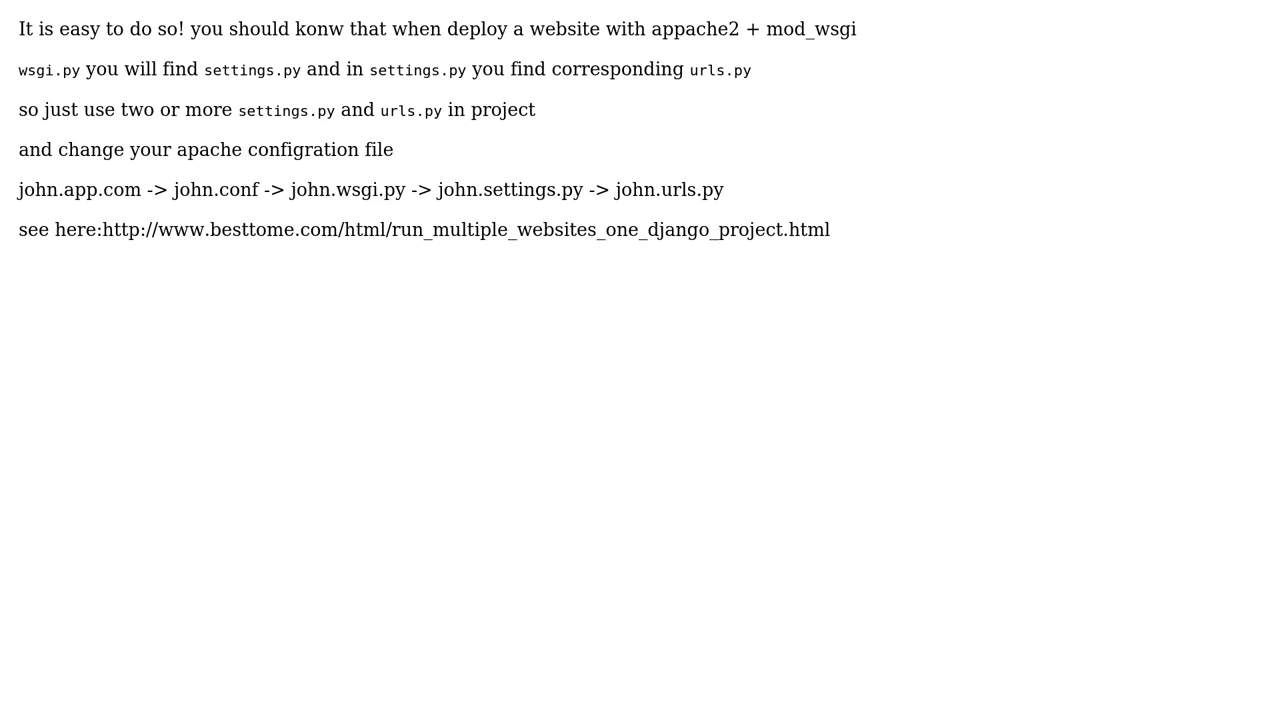 It is easy to do so! you should konw that when deploy a website with appache2 + mod_wsgi
wsgi.py you will find settings.py and in settings.py you find corresponding urls.py
so just use two or more settings.py and urls.py in project
and change your apache configration file
john.app.com -> john.conf -> john.wsgi.py -> john.settings.py -> john.urls.py
see here:http://www.besttome.com/html/run_multiple_websites_one_django_project.html